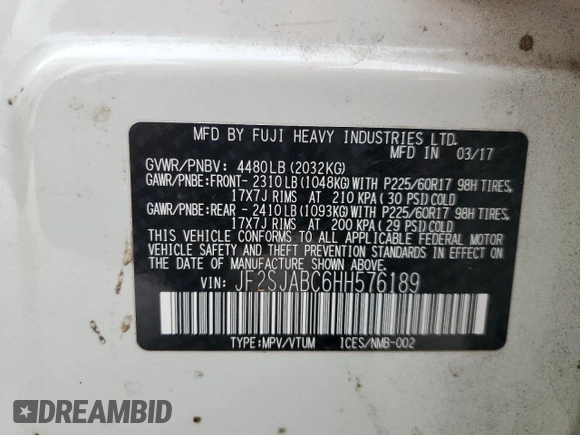 MFD BY FUJI HEAVY INDUSTRIES LTD.
MFD IN 03/17
GVWR/PNBV: 4480LB (2032KG)
GAWR/PNBE:FRONT- 2310LB (1048KG) WITH P225/60R17 98H TIRES,
17X7J RIMS AT 210 KPA ( 30 PSI) COLD
GAWR/PNBE:REAR - 2410LB (1093KG) WITH P225/60R17 98H TIRES,
17X7J RIMS AT 200 KPA ( 29 PSI) COLD
THIS VEHICLE CONFORMS TO ALL APPLICABLE FEDERAL MOTOR
VEHICLE SAFETY AND THEFT PREVENTION STANDARDS IN EFFECT ON
THE DATE OF MANUFACTURE SHOWN ABOVE.
VIN: JF2SJABC6HH576189
TYPE:MPV/VTUM ICES/NMB-002
DREAMBID